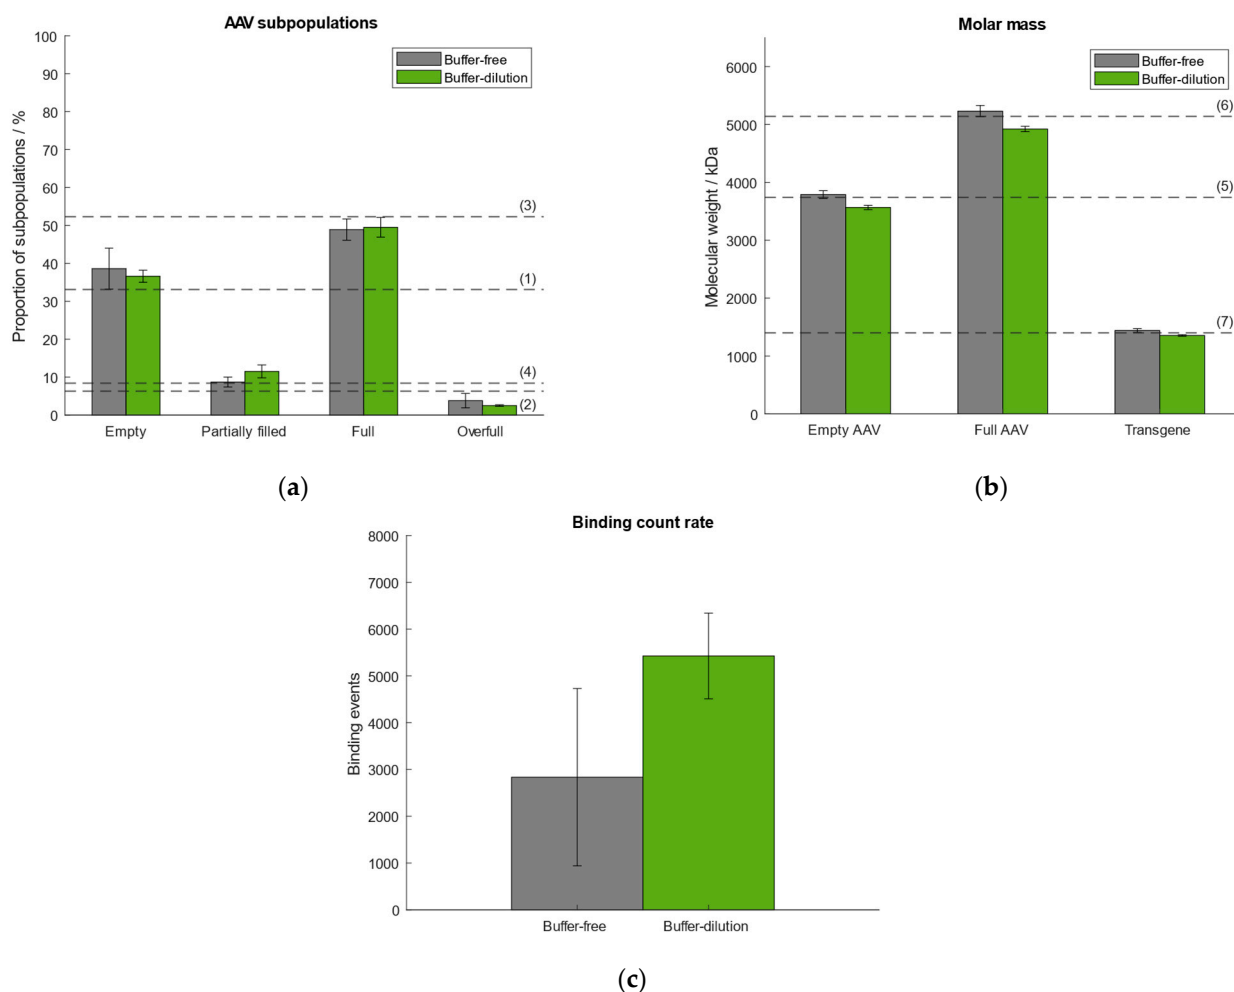 AAV subpopulations
Proportion of subpopulations / %
100
90
80
70
60
50
40
30
20
10
0
Buffer-free
Buffer-dilution
(3)
(1)
(4)
(2)
Empty Partially filled Full Overfull
(a)
Molar mass
Molecular weight / kDa
6000
5000
4000
3000
2000
1000
0
Buffer-free
Buffer-dilution
(6)
(5)
(7)
Empty AAV Full AAV Transgene
(b)
Binding count rate
Binding events
8000
7000
6000
5000
4000
3000
2000
1000
0
Buffer-free Buffer-dilution
(c)